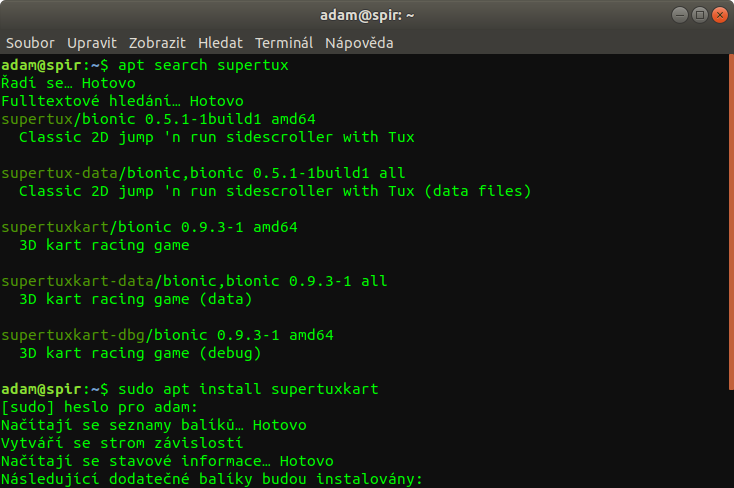 adam@spir: ~
Soubor Upravit Zobrazit Hledat Terminál Nápověda
adam@spir:~$ apt search supertux
Řadí se… Hotovo
Fulltextové hledání… Hotovo
supertux/bionic 0.5.1-1build1 amd64
  Classic 2D jump 'n run sidescroller with Tux

supertux-data/bionic,bionic 0.5.1-1build1 all
  Classic 2D jump 'n run sidescroller with Tux (data files)

supertuxkart/bionic 0.9.3-1 amd64
  3D kart racing game

supertuxkart-data/bionic,bionic 0.9.3-1 all
  3D kart racing game (data)

supertuxkart-dbg/bionic 0.9.3-1 amd64
  3D kart racing game (debug)

adam@spir:~$ sudo apt install supertuxkart
[sudo] heslo pro adam:
Načítají se seznamy balíků… Hotovo
Vytváří se strom závislostí
Načítají se stavové informace… Hotovo
Následující dodatečné balíky budou instalovány: